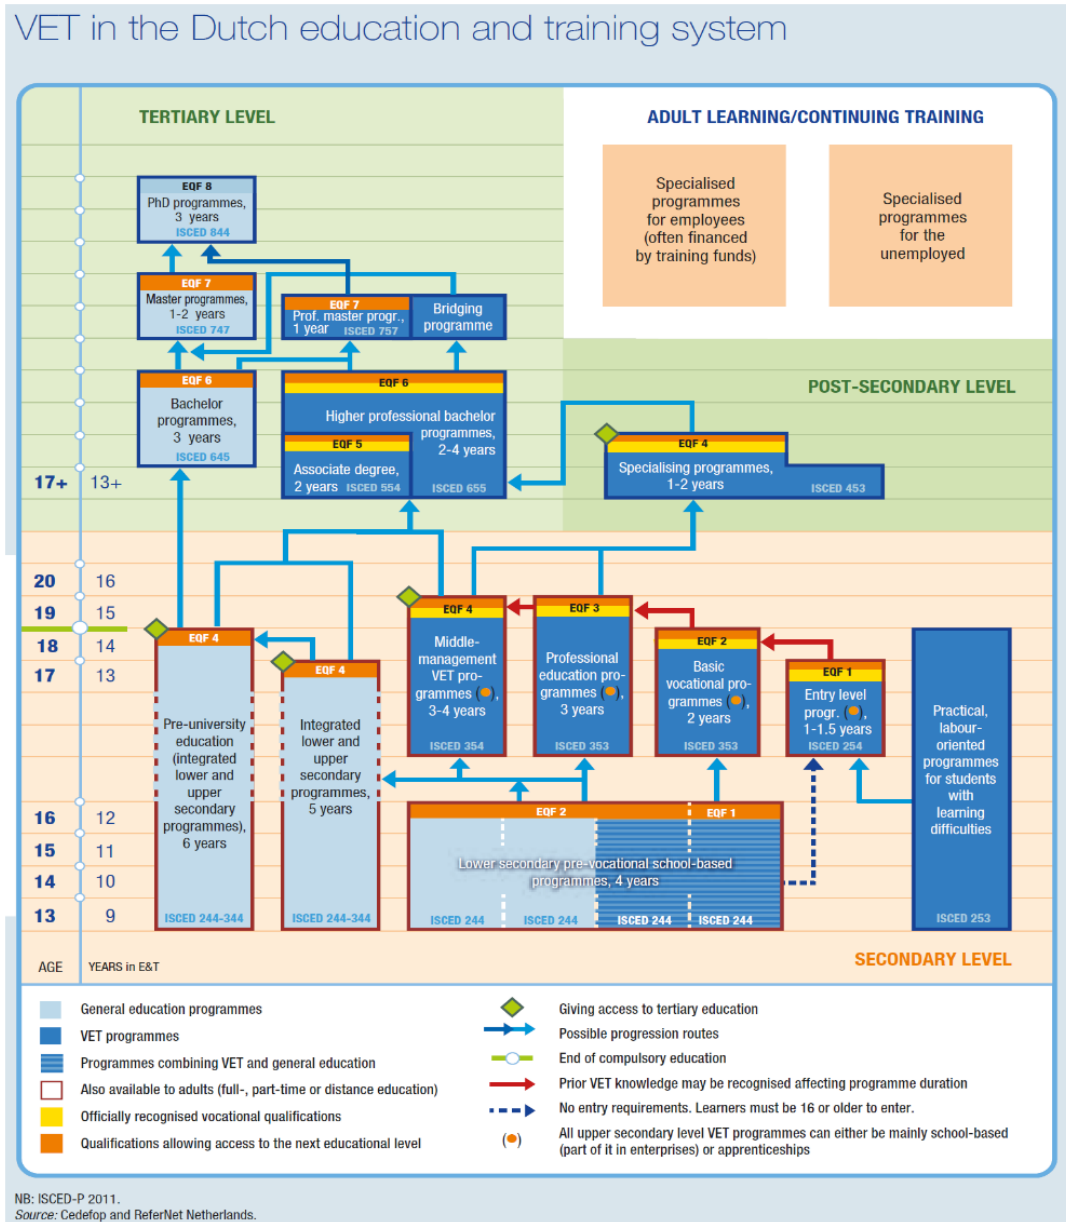 VET in the Dutch education and training system
TERTIARY LEVEL
ADULT LEARNING/CONTINUING TRAINING
Specialised
programmes
for employees
(often financed
by training funds)
Specialised
programmes
for the
unemployed
EQF 8
PhD programmes,
3 years
ISCED 844
EQF 7
Master programmes,
1-2 years
ISCED 747
EQF 7
Prof. master progr.,
1 year ISCED 757
Bridging
programme
POST-SECONDARY LEVEL
EQF 6
Bachelor
programmes,
3 years
ISCED 645
EQF 6
Higher professional bachelor
programmes,
2-4 years
ISCED 655
EQF 5
Associate degree,
2 years ISCED 554
EQF 4
Specialising programmes,
1-2 years
ISCED 453
17+ 13+
20 16
19 15
18 14
17 13
16 12
15 11
14 10
13 9
AGE YEARS in E&T
EQF 4
Pre-university
education
(integrated
lower and
upper
secondary
programmes),
6 years
ISCED 244-344
EQF 4
Integrated
lower and
upper
secondary
programmes,
5 years
ISCED 244-344
EQF 4
Middle-
management
VET pro-
grammes ( ),
3-4 years
ISCED 354
EQF 3
Professional
education pro-
grammes ( ),
3 years
ISCED 353
EQF 2
Basic
vocational pro-
grammes ( ),
2 years
ISCED 353
EQF 1
Entry level
progr. ( ),
1-1.5 years
ISCED 254
Practical,
labour-
oriented
programmes
for students
with
learning
difficulties
ISCED 253
EQF 2 EQF 1
Lower secondary pre-vocational school-based
programmes, 4 years
ISCED 244 ISCED 244 ISCED 244 ISCED 244
SECONDARY LEVEL
General education programmes
VET programmes
Programmes combining VET and general education
Also available to adults (full-, part-time or distance education)
Officially recognised vocational qualifications
Qualifications allowing access to the next educational level
Giving access to tertiary education
Possible progression routes
End of compulsory education
Prior VET knowledge may be recognised affecting programme duration
No entry requirements. Learners must be 16 or older to enter.
( ) All upper secondary level VET programmes can either be mainly school-based
(part of it in enterprises) or apprenticeships
NB: ISCED-P 2011.
Source: Cedefop and ReferNet Netherlands.